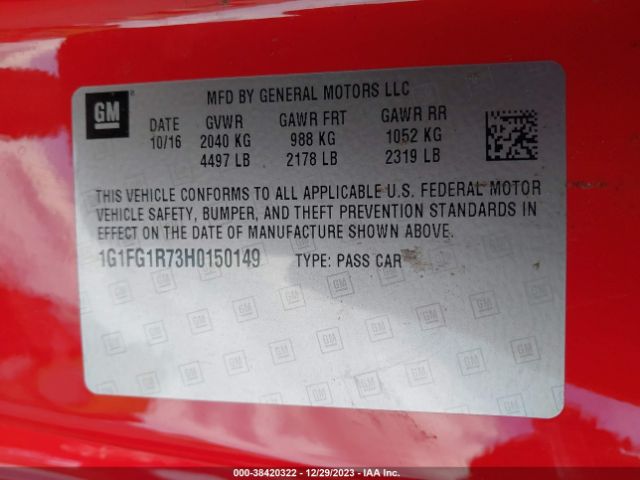 GM
MFD BY GENERAL MOTORS LLC
DATE GVWR GAWR FRT GAWR RR
10/16 2040 KG 988 KG 1052 KG
4497 LB 2178 LB 2319 LB
THIS VEHICLE CONFORMS TO ALL APPLICABLE U.S. FEDERAL MOTOR
VEHICLE SAFETY, BUMPER, AND THEFT PREVENTION STANDARDS IN
EFFECT ON THE DATE OF MANUFACTURE SHOWN ABOVE.
1G1FG1R73H0150149 TYPE: PASS CAR
000-38420322 - 12/29/2023 - IAA Inc.